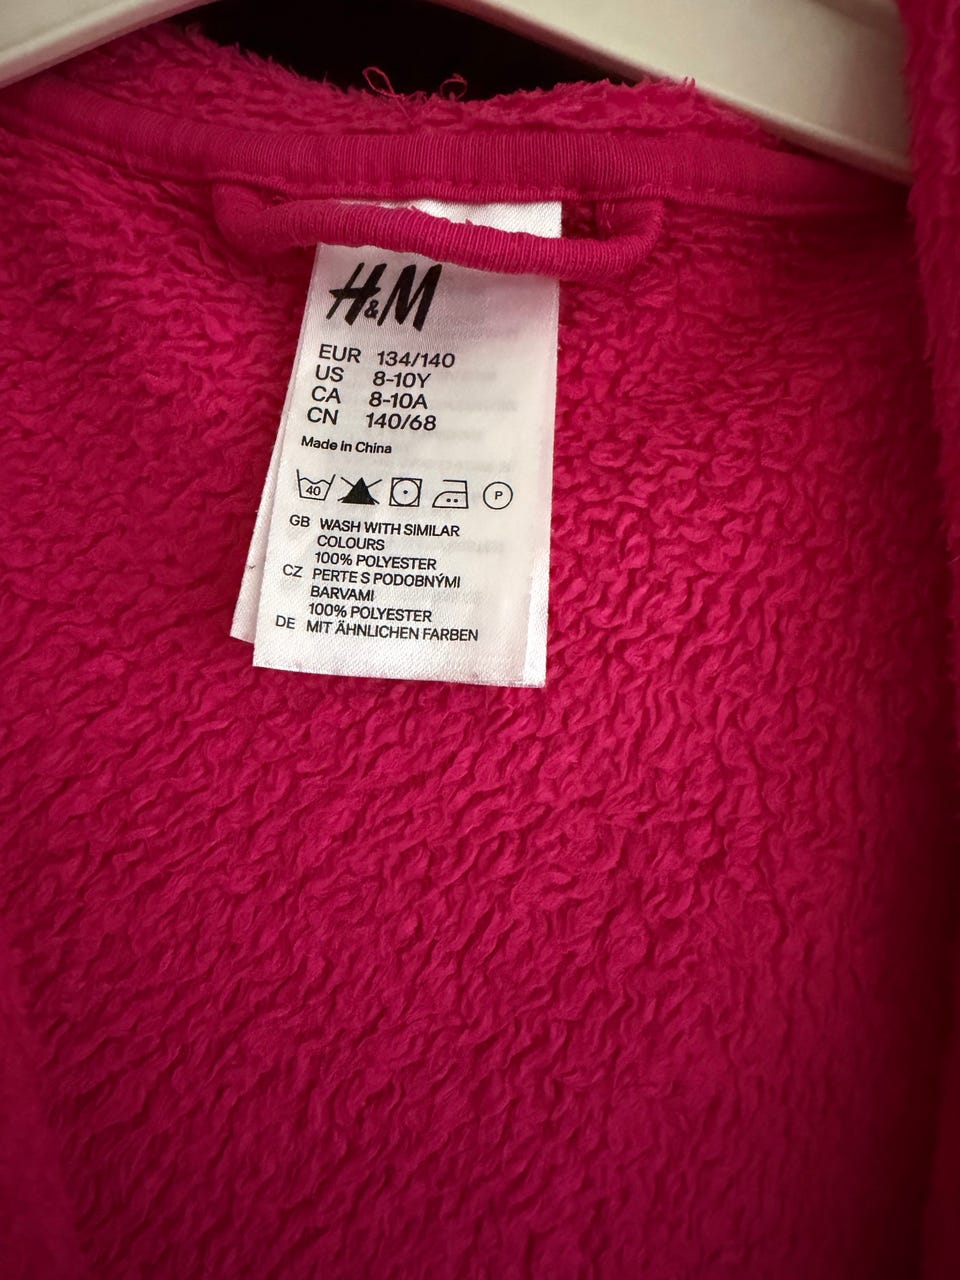 H&M
EUR 134/140
US 8-10Y
CA 8-10A
CN 140/68
Made in China
40 P
GB WASH WITH SIMILAR
COLOURS
100% POLYESTER
CZ PERTE S PODOBNÝMI
BARVAMI
100% POLYESTER
DE MIT ÄHNLICHEN FARBEN